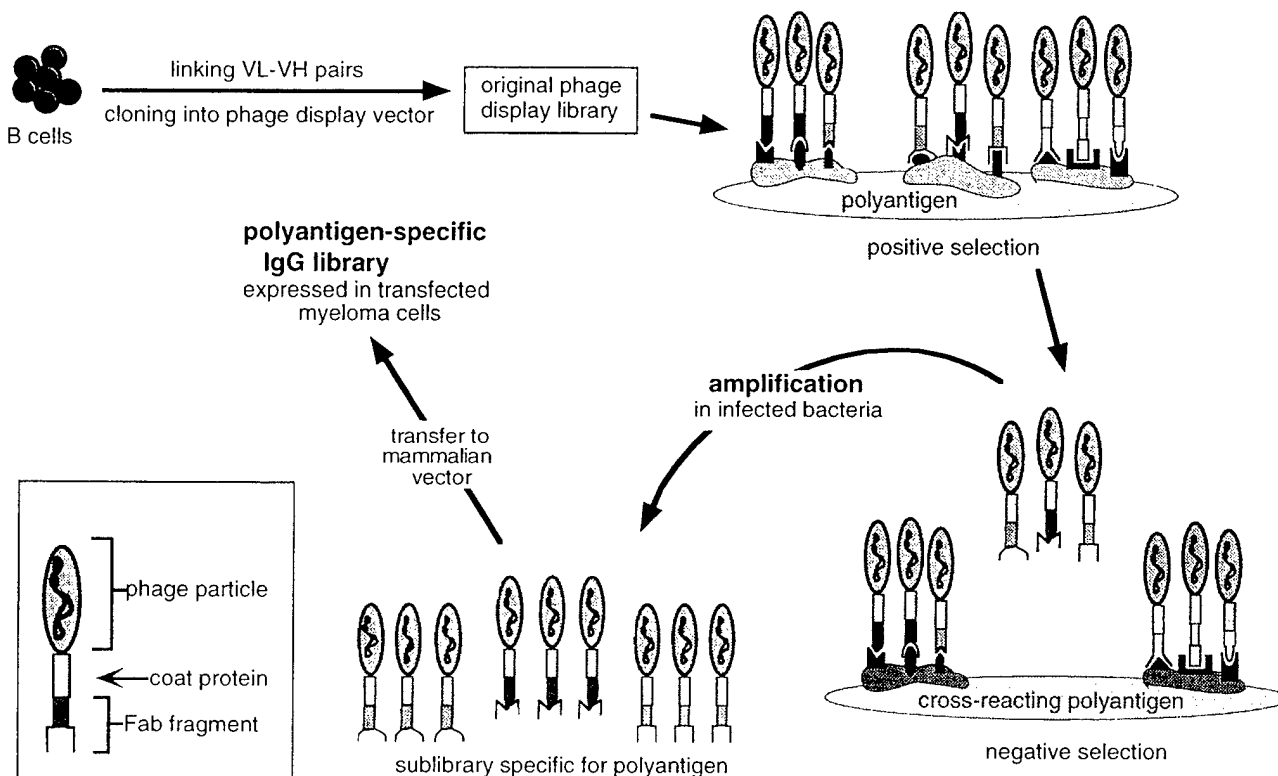 B cells
linking VL-VH pairs
cloning into phage display vector
original phage
display library
polyantigen
positive selection
polyantigen-specific
IgG library
expressed in transfected
myeloma cells
amplification
in infected bacteria
transfer to
mammalian
vector
phage particle
coat protein
Fab fragment
sublibrary specific for polyantigen
cross-reacting polyantigen
negative selection